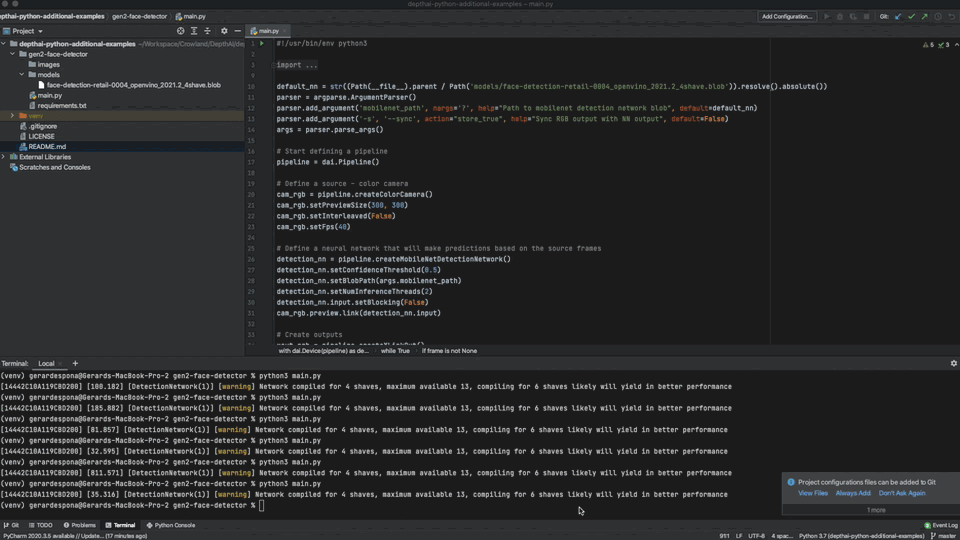 depthai-python-additional-examples – main.py
depthai-python-additional-examples gen2-face-detector main.py Add Configuration... Git:
Project main.py
depthai-python-additional-examples ~/Workspace/Crowland/DepthAI/de
gen2-face-detector
images
models
face-detection-retail-0004_openvino_2021.2_4shave.blob
main.py
requirements.txt
venv
.gitignore
LICENSE
README.md
External Libraries
Scratches and Consoles
1 #!/usr/bin/env python3
2
3 import ...
9
10 default_nn = str((Path(__file__).parent / Path('models/face-detection-retail-0004_openvino_2021.2_4shave.blob')).resolve().absolute())
11 parser = argparse.ArgumentParser()
12 parser.add_argument('mobilenet_path', nargs='?', help="Path to mobilenet detection network blob", default=default_nn)
13 parser.add_argument('-s', '--sync', action="store_true", help="Sync RGB output with NN output", default=False)
14 args = parser.parse_args()
15
16 # Start defining a pipeline
17 pipeline = dai.Pipeline()
18
19 # Define a source - color camera
20 cam_rgb = pipeline.createColorCamera()
21 cam_rgb.setPreviewSize(300, 300)
22 cam_rgb.setInterleaved(False)
23 cam_rgb.setFps(40)
24
25 # Define a neural network that will make predictions based on the source frames
26 detection_nn = pipeline.createMobileNetDetectionNetwork()
27 detection_nn.setConfidenceThreshold(0.5)
28 detection_nn.setBlobPath(args.mobilenet_path)
29 detection_nn.setNumInferenceThreads(2)
30 detection_nn.input.setBlocking(False)
31 cam_rgb.preview.link(detection_nn.input)
32
33 # Create outputs
with dai.Device(pipeline) as de... while True if frame is not None
Terminal: Local +
(venv) gerardespona@Gerards-MacBook-Pro-2 gen2-face-detector % python3 main.py
[14442C10A119CBD200] [100.182] [DetectionNetwork(1)] [warning] Network compiled for 4 shaves, maximum available 13, compiling for 6 shaves likely will yield in better performance
(venv) gerardespona@Gerards-MacBook-Pro-2 gen2-face-detector % python3 main.py
[14442C10A119CBD200] [185.882] [DetectionNetwork(1)] [warning] Network compiled for 4 shaves, maximum available 13, compiling for 6 shaves likely will yield in better performance
(venv) gerardespona@Gerards-MacBook-Pro-2 gen2-face-detector % python3 main.py
[14442C10A119CBD200] [81.857] [DetectionNetwork(1)] [warning] Network compiled for 4 shaves, maximum available 13, compiling for 6 shaves likely will yield in better performance
(venv) gerardespona@Gerards-MacBook-Pro-2 gen2-face-detector % python3 main.py
[14442C10A119CBD200] [32.595] [DetectionNetwork(1)] [warning] Network compiled for 4 shaves, maximum available 13, compiling for 6 shaves likely will yield in better performance
(venv) gerardespona@Gerards-MacBook-Pro-2 gen2-face-detector % python3 main.py
[14442C10A119CBD200] [811.571] [DetectionNetwork(1)] [warning] Network compiled for 4 shaves, maximum available 13, compiling for 6 shaves likely will yield in better performance
(venv) gerardespona@Gerards-MacBook-Pro-2 gen2-face-detector % python3 main.py
[14442C10A119CBD200] [35.316] [DetectionNetwork(1)] [warning] Network compiled for 4 shaves, maximum available 13, compiling for 6 shaves likely will yield in better performance
(venv) gerardespona@Gerards-MacBook-Pro-2 gen2-face-detector %
Project configurations files can be added to Git
View Files Always Add Don't Ask Again
1 more
Git TODO Problems Terminal Python Console Event Log
PyCharm 2020.3.5 available // Update... (17 minutes ago) 911 LF UTF-8 4 spac... Python 3.7 (depthai-python-additional-examples) master